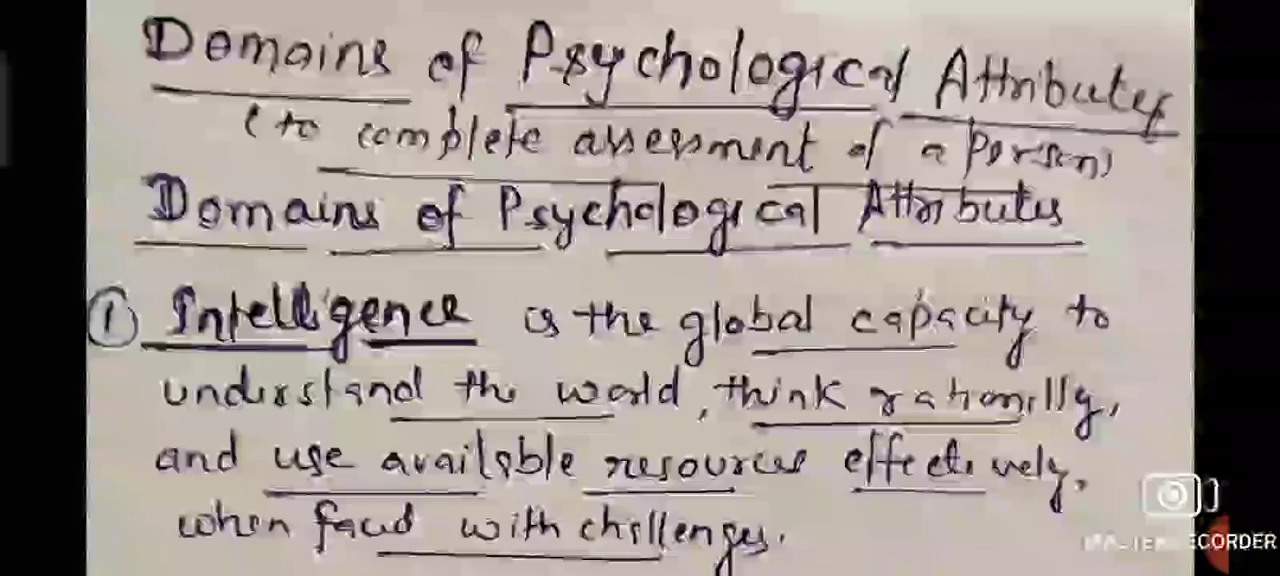 Domains of Psychological Attributes
(to complete assessment of a Person)
Domains of Psychological Attributes
① Intelligence is the global capacity to
understand the world, think rationally,
and use available resources effectively,
when faced with challenges.
RECORDER